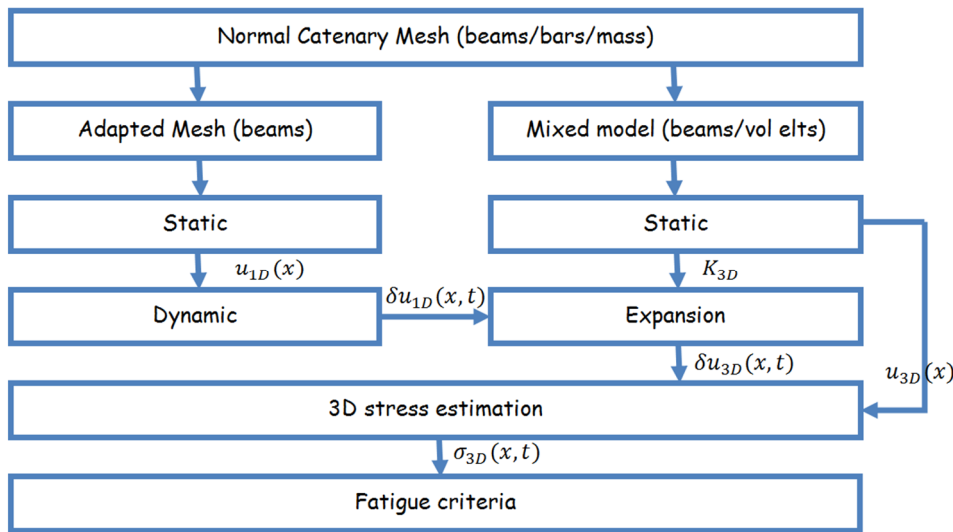 Normal Catenary Mesh (beams/bars/mass)
Adapted Mesh (beams)
Mixed model (beams/vol elts)
Static
Static
u_{1D}(x)
K_{3D}
δu_{1D}(x, t)
Dynamic
Expansion
δu_{3D}(x, t)
u_{3D}(x)
3D stress estimation
σ_{3D}(x, t)
Fatigue criteria